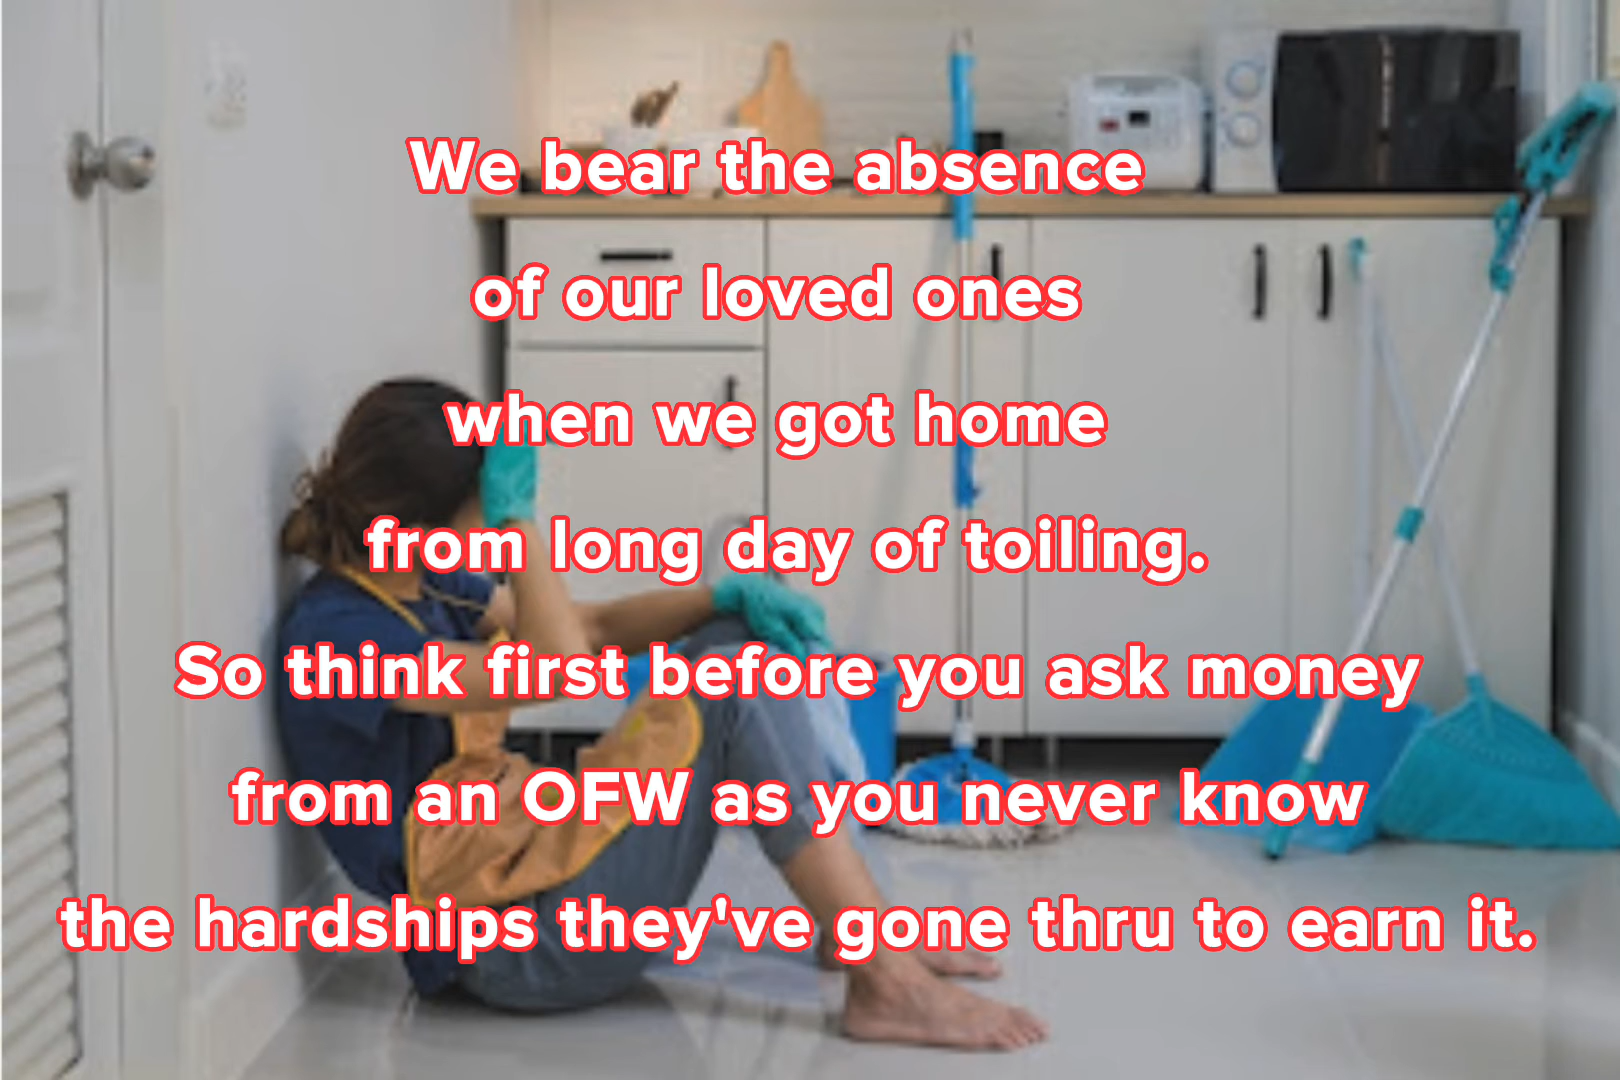 We bear the absence
of our loved ones
when we got home
from long day of toiling.
So think first before you ask money
from an OFW as you never know
the hardships they've gone thru to earn it.